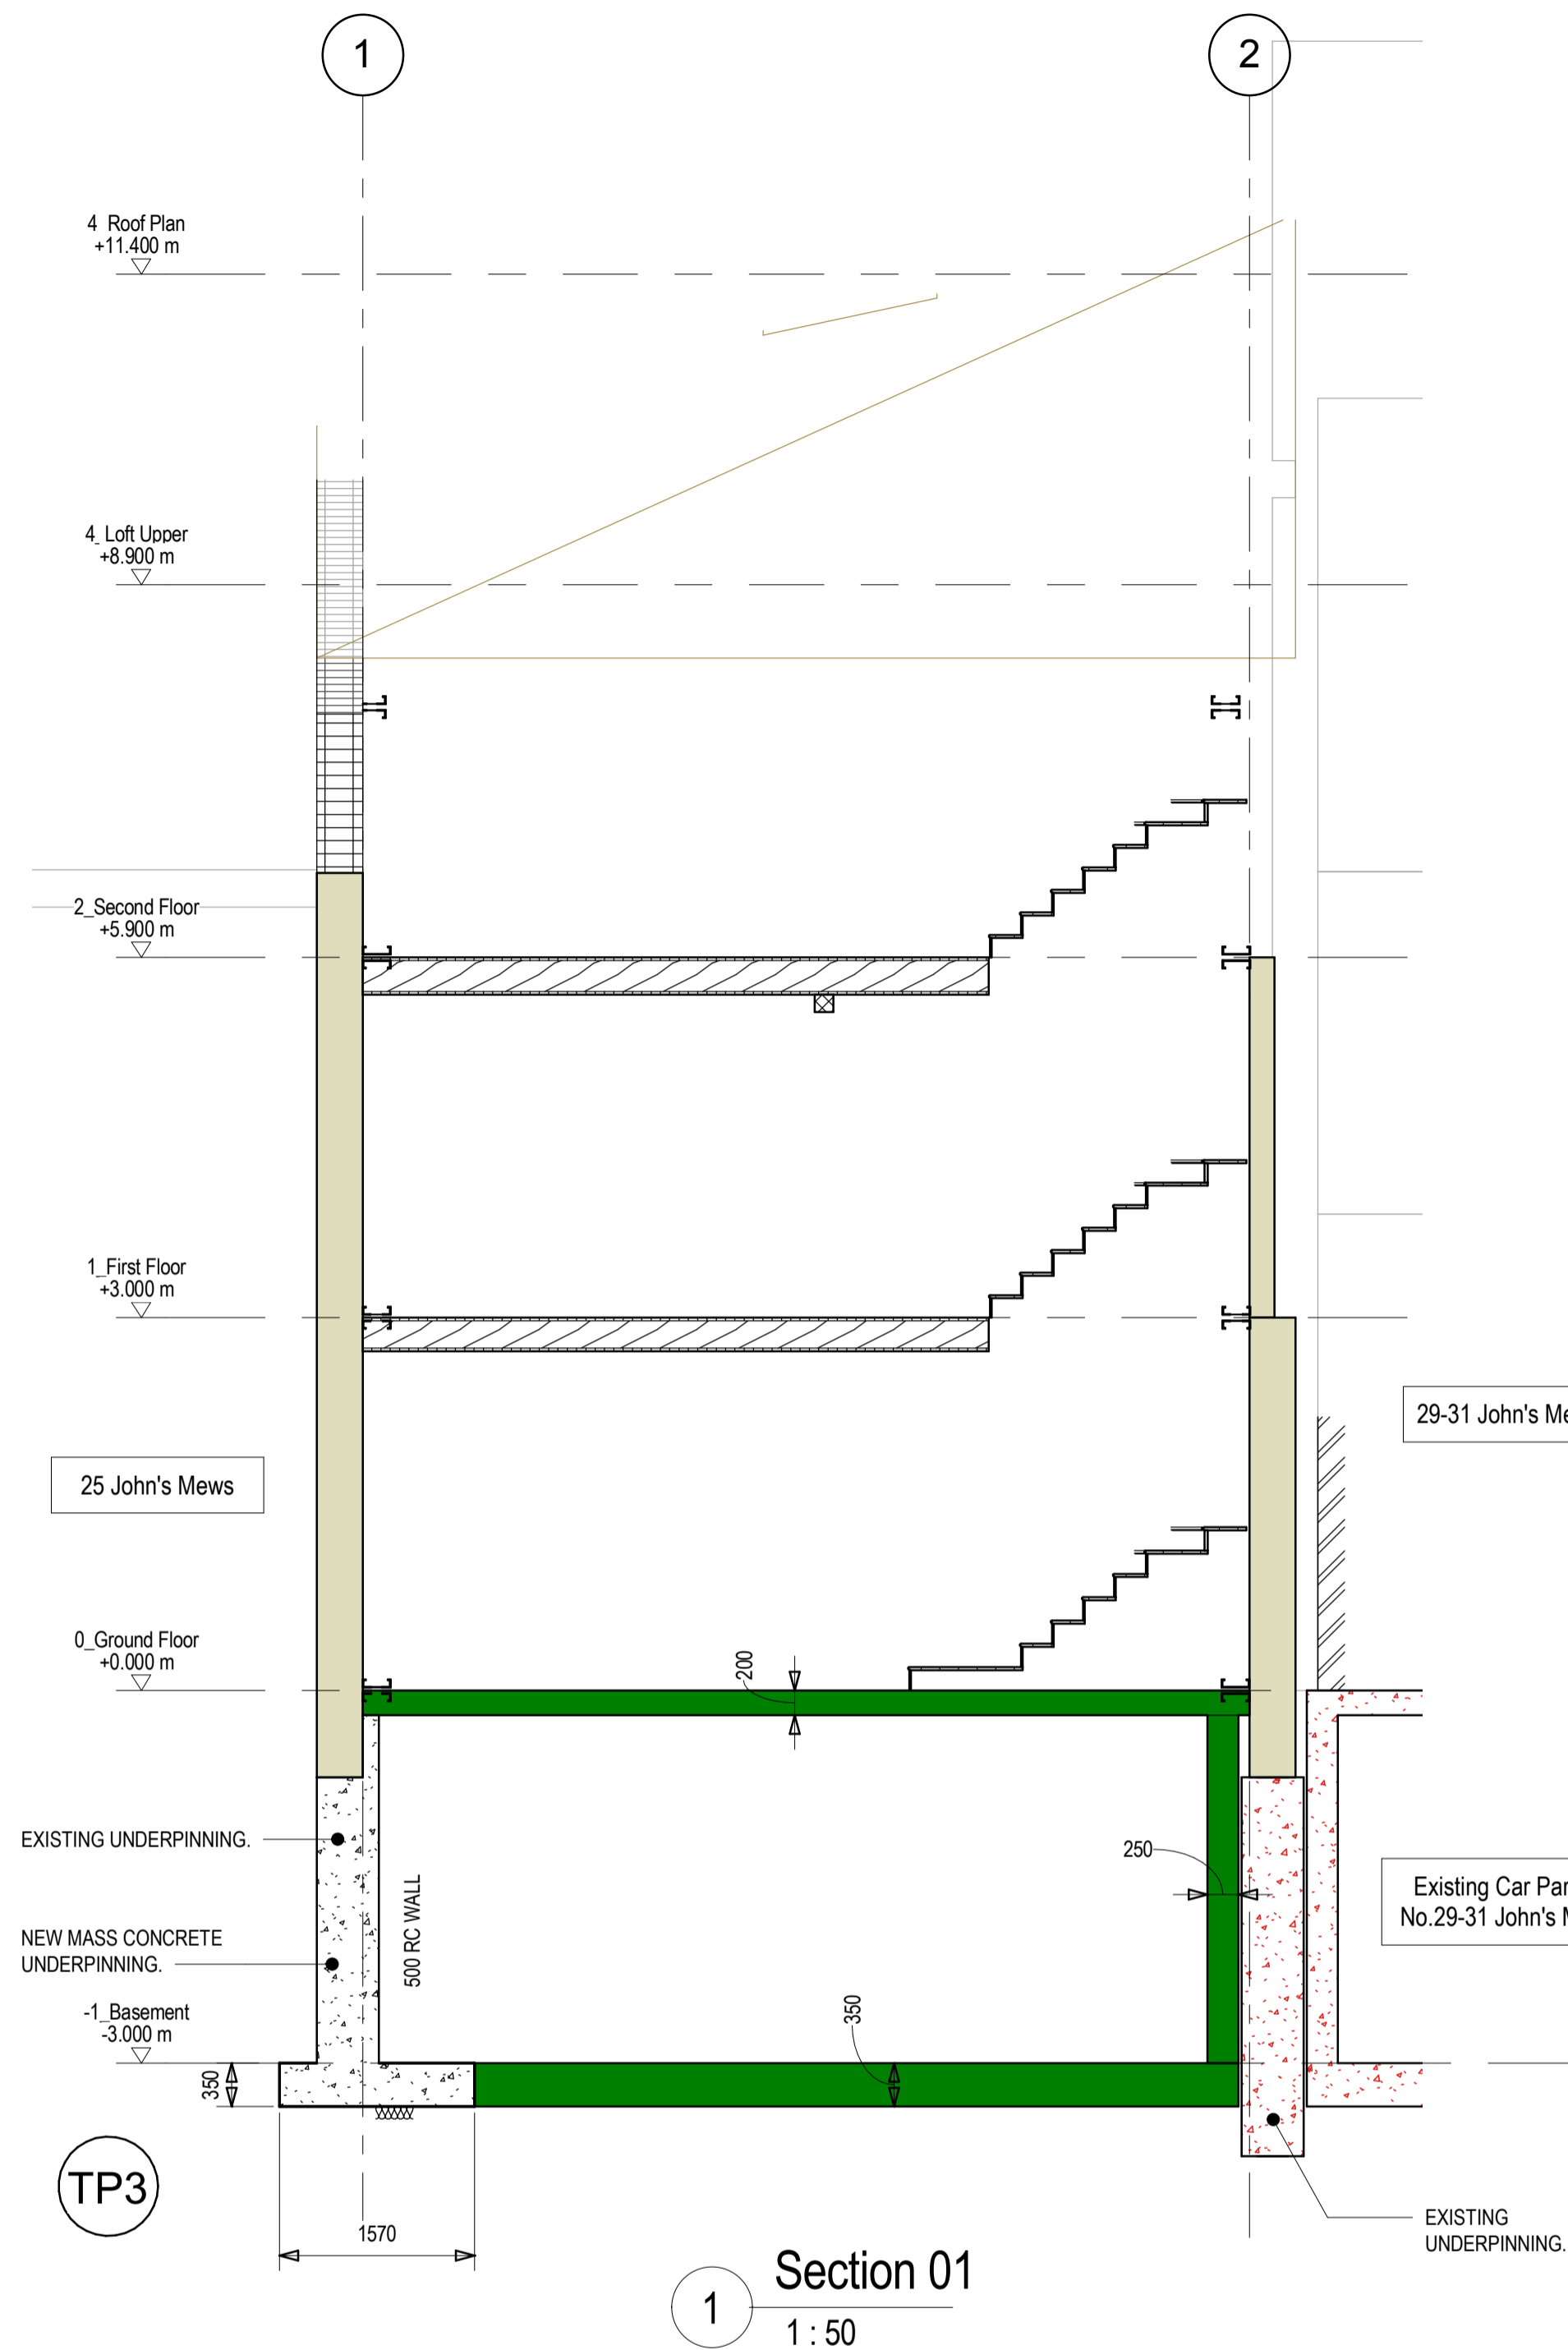 1
2
4_Roof Plan
+11.400 m
4_Loft Upper
+8.900 m
2_Second Floor
+5.900 m
1_First Floor
+3.000 m
29-31 John's Me
25 John's Mews
0_Ground Floor
+0.000 m
200
EXISTING UNDERPINNING.
250
500 RC WALL
Existing Car Par
No.29-31 John's M
NEW MASS CONCRETE
UNDERPINNING.
-1_Basement
-3.000 m
350
350
TP3
1570
EXISTING
UNDERPINNING.
Section 01
1
1 : 50